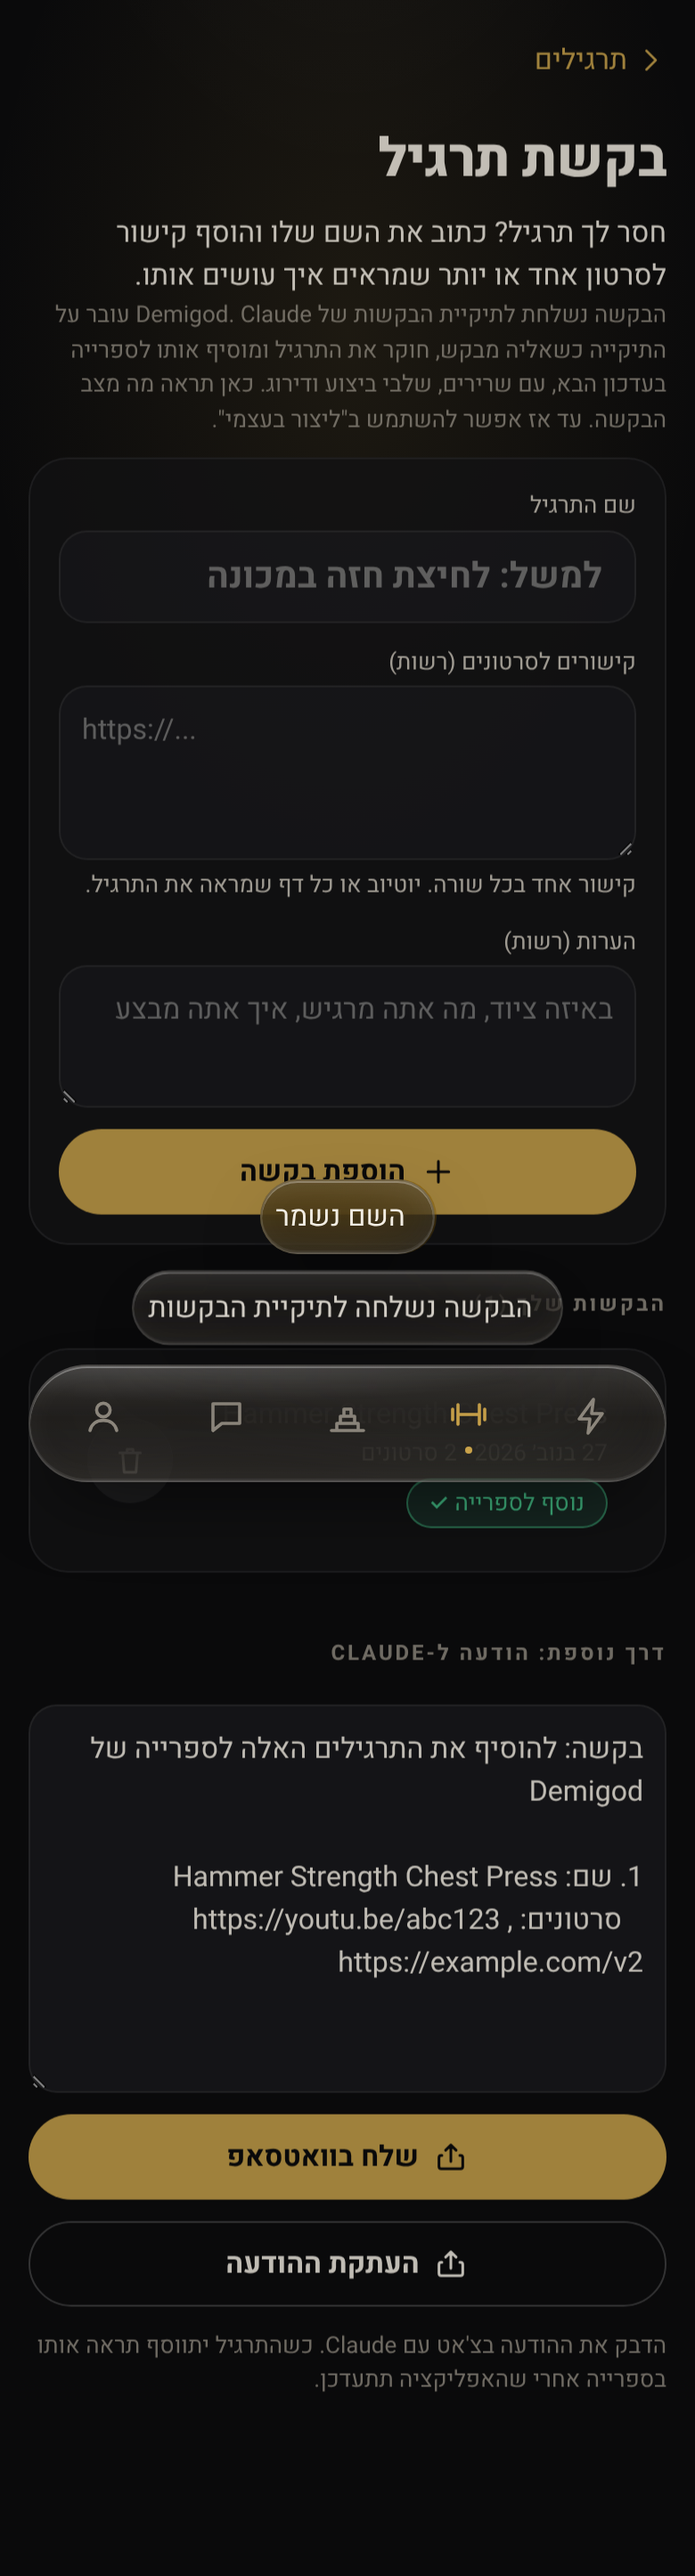 תרגילים
בקשת תרגיל
חסר לך תרגיל? כתוב את השם שלו והוסף קישור
לסרטון אחד או יותר שמראים איך עושים אותו.
הבקשה נשלחת לתיקיית הבקשות של Demigod. Claude עובר על
התיקייה כשאליה מבקש, חוקר את התרגיל ומוסיף אותו לספרייה
בעדכון הבא, עם שרירים, שלבי ביצוע ודירוג. כאן תראה מה מצב
הבקשה. עד אז אפשר להשתמש ב"ליצור בעצמי".
שם התרגיל
למשל: לחיצת חזה במכונה
קישורים לסרטונים (רשות)
https://...
קישור אחד בכל שורה. יוטיוב או כל דף שמראה את התרגיל.
הערות (רשות)
באיזה ציוד, מה אתה מרגיש, איך אתה מבצע
הוספת בקשה
השם נשמר
הבקשות
הבקשה נשלחה לתיקיית הבקשות
Hammer Strength Chest Press
27 בנוב׳ 2026 • 2 סרטונים
נוסף לספרייה
דרך נוספת: הודעה ל-CLAUDE
בקשה: להוסיף את התרגילים האלה לספרייה של
Demigod
1. שם: Hammer Strength Chest Press
סרטונים: https://youtu.be/abc123 ,
https://example.com/v2
שלח בוואטסאפ
העתקת ההודעה
הדבק את ההודעה בצ'אט עם Claude. כשהתרגיל יתווסף תראה אותו
בספרייה אחרי שהאפליקציה תתעדכן.